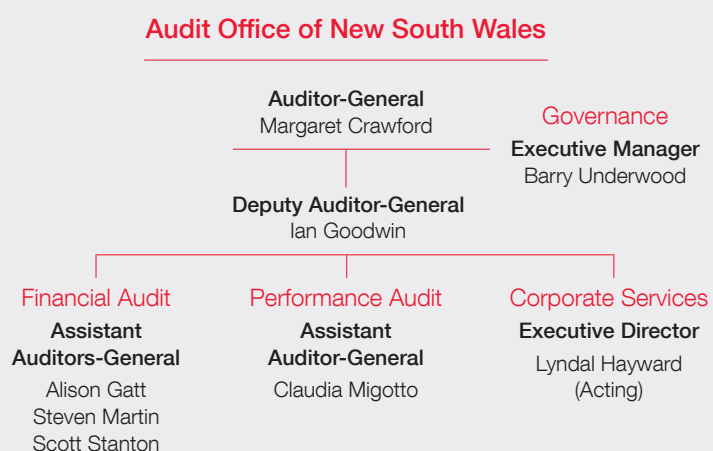 Audit Office of New South Wales
Auditor-General
Margaret Crawford
Governance
Executive Manager
Barry Underwood
Deputy Auditor-General
Ian Goodwin
Financial Audit
Assistant
Auditors-General
Alison Gatt
Steven Martin
Scott Stanton
Performance Audit
Assistant
Auditor-General
Claudia Migotto
Corporate Services
Executive Director
Lyndal Hayward
(Acting)